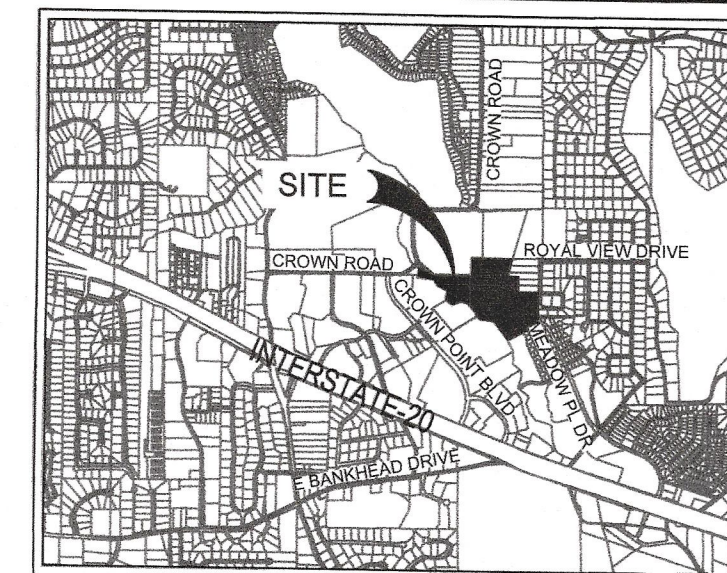 CROWN ROAD
SITE
ROYAL VIEW DRIVE
CROWN ROAD
CROWN POINT BLVD
MEADOW PL DR
INTERSTATE-20
E BANKHEAD DRIVE